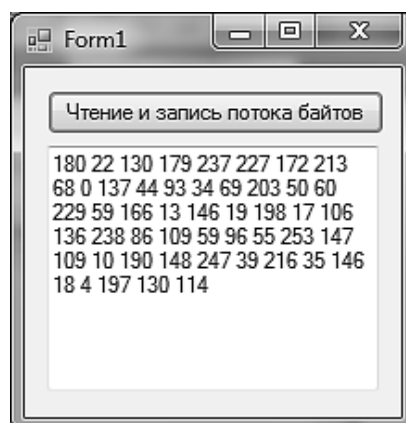 Form1
Чтение и запись потока байтов
180 22 130 179 237 227 172 213
68 0 137 44 93 34 69 203 50 60
229 59 166 13 146 19 198 17 106
136 238 86 109 59 96 55 253 147
109 10 190 148 247 39 216 35 146
18 4 197 130 114